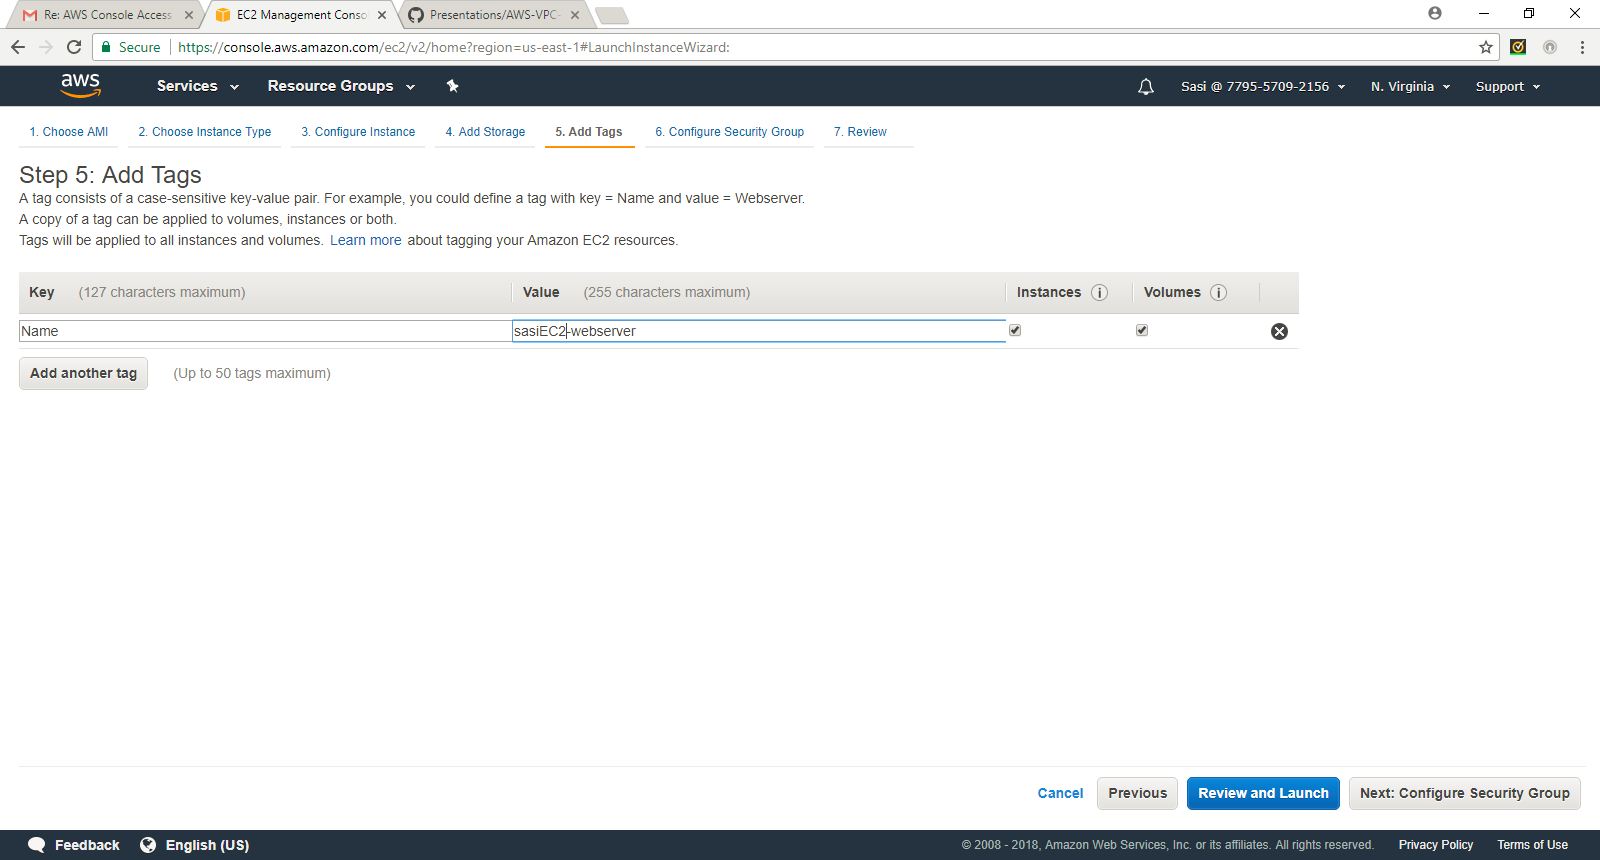 Re: AWS Console Access
EC2 Management Conso
Presentations/AWS-VPC-
Secure
https://console.aws.amazon.com/ec2/v2/home?region=us-east-1#LaunchInstanceWizard:
aws
Services
Resource Groups
Sasi @ 7795-5709-2156
N. Virginia
Support
1. Choose AMI
2. Choose Instance Type
3. Configure Instance
4. Add Storage
5. Add Tags
6. Configure Security Group
7. Review
Step 5: Add Tags
A tag consists of a case-sensitive key-value pair. For example, you could define a tag with key = Name and value = Webserver.
A copy of a tag can be applied to volumes, instances or both.
Tags will be applied to all instances and volumes. Learn more about tagging your Amazon EC2 resources.
Key (127 characters maximum)
Value (255 characters maximum)
Instances
Volumes
Name
sasiEC2-webserver
Add another tag
(Up to 50 tags maximum)
Cancel
Previous
Review and Launch
Next: Configure Security Group
Feedback
English (US)
© 2008 - 2018, Amazon Web Services, Inc. or its affiliates. All rights reserved.
Privacy Policy
Terms of Use